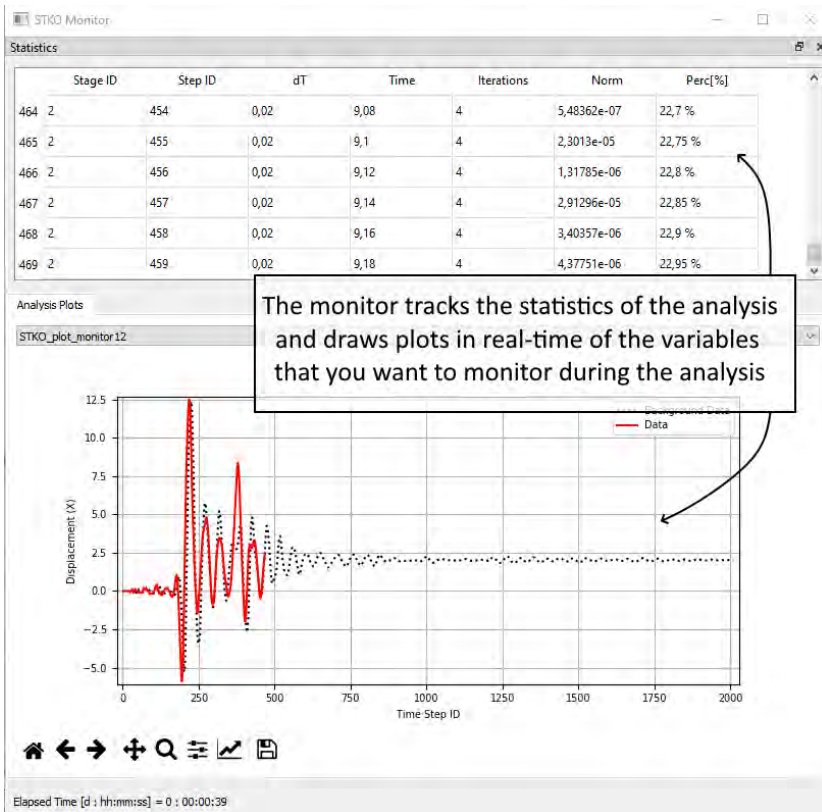 STKO Monitor
Statistics
Stage ID Step ID dT Time Iterations Norm Perc[%]
464 2 454 0,02 9,08 4 5,48362e-07 22,7 %
465 2 455 0,02 9,1 4 2,3013e-05 22,75 %
466 2 456 0,02 9,12 4 1,31785e-06 22,8 %
467 2 457 0,02 9,14 4 2,91296e-05 22,85 %
468 2 458 0,02 9,16 4 3,40357e-06 22,9 %
469 2 459 0,02 9,18 4 4,37751e-06 22,95 %
The monitor tracks the statistics of the analysis
and draws plots in real-time of the variables
that you want to monitor during the analysis
Analysis Plots
STKO_plot_monitor12
Background Data
Data
12.5
10.0
7.5
5.0
2.5
0.0
−2.5
−5.0
Displacement (X)
0 250 500 750 1000 1250 1500 1750 2000
Time Step ID
Elapsed Time [d : hh:mm:ss] = 0 : 00:00:39